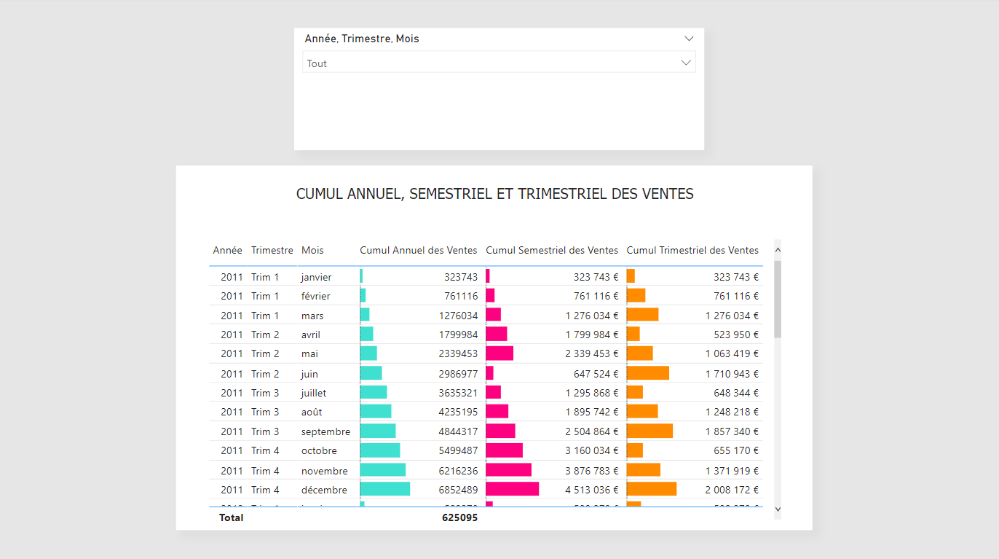 Année, Trimestre, Mois
Tout
CUMUL ANNUEL, SEMESTRIEL ET TRIMESTRIEL DES VENTES
Année Trimestre Mois Cumul Annuel des Ventes Cumul Semestriel des Ventes Cumul Trimestriel des Ventes
2011 Trim 1 janvier 323743 323 743 € 323 743 €
2011 Trim 1 février 761116 761 116 € 761 116 €
2011 Trim 1 mars 1276034 1 276 034 € 1 276 034 €
2011 Trim 2 avril 1799984 1 799 984 € 523 950 €
2011 Trim 2 mai 2339453 2 339 453 € 1 063 419 €
2011 Trim 2 juin 2986977 647 524 € 1 710 943 €
2011 Trim 3 juillet 3635321 1 295 868 € 648 344 €
2011 Trim 3 août 4235195 1 895 742 € 1 248 218 €
2011 Trim 3 septembre 4844317 2 504 864 € 1 857 340 €
2011 Trim 4 octobre 5499487 3 160 034 € 655 170 €
2011 Trim 4 novembre 6216236 3 876 783 € 1 371 919 €
2011 Trim 4 décembre 6852489 4 513 036 € 2 008 172 €
Total 625095